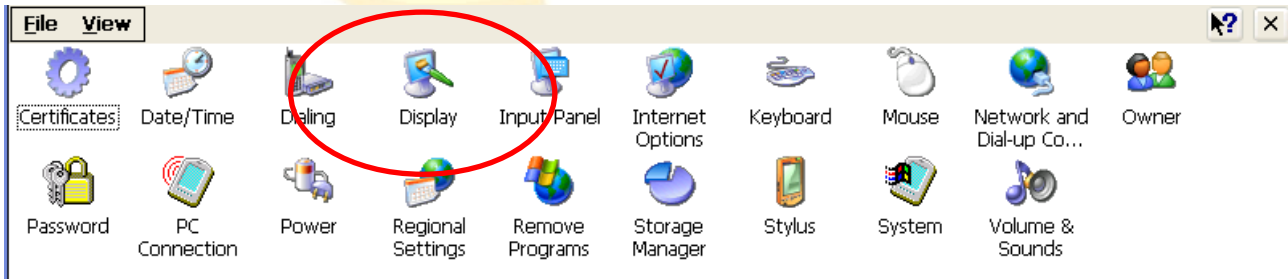 File View
Certificates Date/Time Dialing Display Input Panel Internet Options Keyboard Mouse Network and Dial-up Co... Owner
Password PC Connection Power Regional Settings Remove Programs Storage Manager Stylus System Volume & Sounds